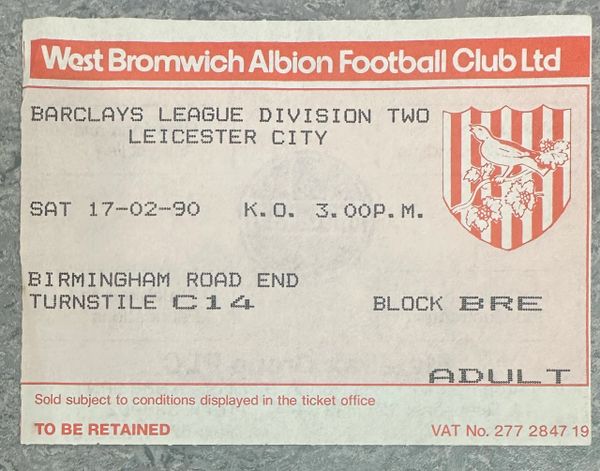 West Bromwich Albion Football Club Ltd
BARCLAYS LEAGUE DIVISION TWO
LEICESTER CITY
SAT 17-02-90 K.O. 3.00P.M.
BIRMINGHAM ROAD END
TURNSTILE C14 BLOCK BRE
ADULT
Sold subject to conditions displayed in the ticket office
TO BE RETAINED VAT No. 277 2847 19